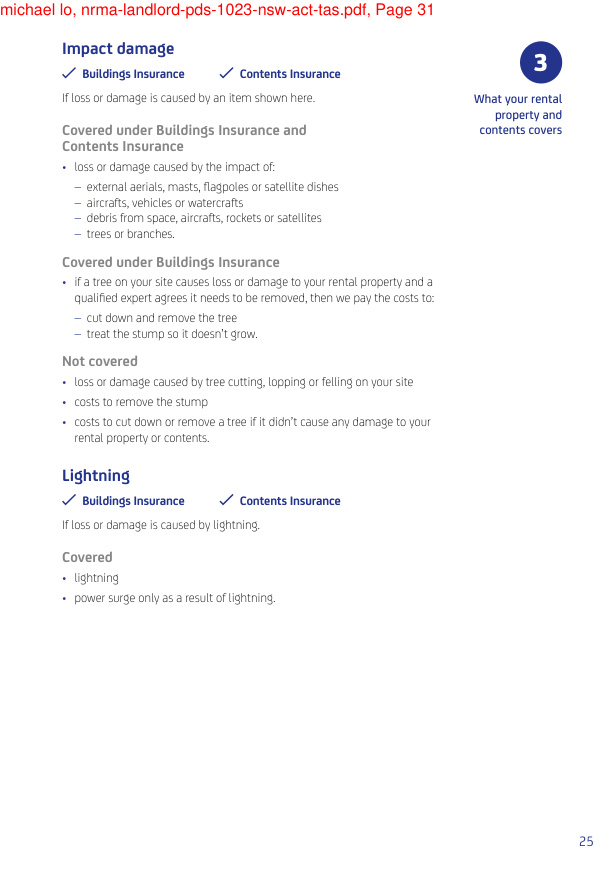 michael lo, nrma-landlord-pds-1023-nsw-act-tas.pdf, Page 31
Impact damage
Buildings Insurance Contents Insurance
If loss or damage is caused by an item shown here.
Covered under Buildings Insurance and
Contents Insurance
• loss or damage caused by the impact of:
– external aerials, masts, flagpoles or satellite dishes
– aircrafts, vehicles or watercrafts
– debris from space, aircrafts, rockets or satellites
– trees or branches.
Covered under Buildings Insurance
• if a tree on your site causes loss or damage to your rental property and a
qualified expert agrees it needs to be removed, then we pay the costs to:
– cut down and remove the tree
– treat the stump so it doesn't grow.
Not covered
• loss or damage caused by tree cutting, lopping or felling on your site
• costs to remove the stump
• costs to cut down or remove a tree if it didn't cause any damage to your
rental property or contents.
Lightning
Buildings Insurance Contents Insurance
If loss or damage is caused by lightning.
Covered
• lightning
• power surge only as a result of lightning.
3
What your rental
property and
contents covers
25